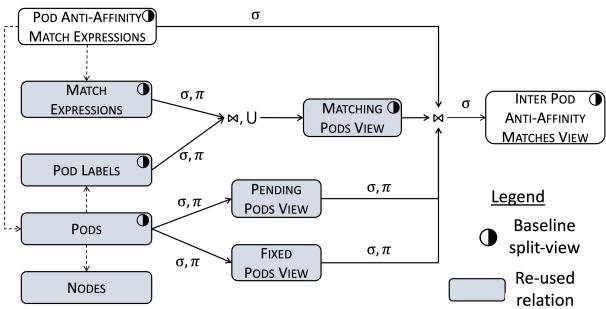 POD ANTI-AFFINITY
MATCH EXPRESSIONS
σ
MATCH
EXPRESSIONS
σ, π
⋈, ∪
MATCHING
PODS VIEW
⋈
σ
INTER POD
ANTI-AFFINITY
MATCHES VIEW
POD LABELS
σ, π
PODS
σ, π
PENDING
PODS VIEW
σ, π
σ, π
FIXED
PODS VIEW
σ, π
NODES
Legend
Baseline
split-view
Re-used
relation